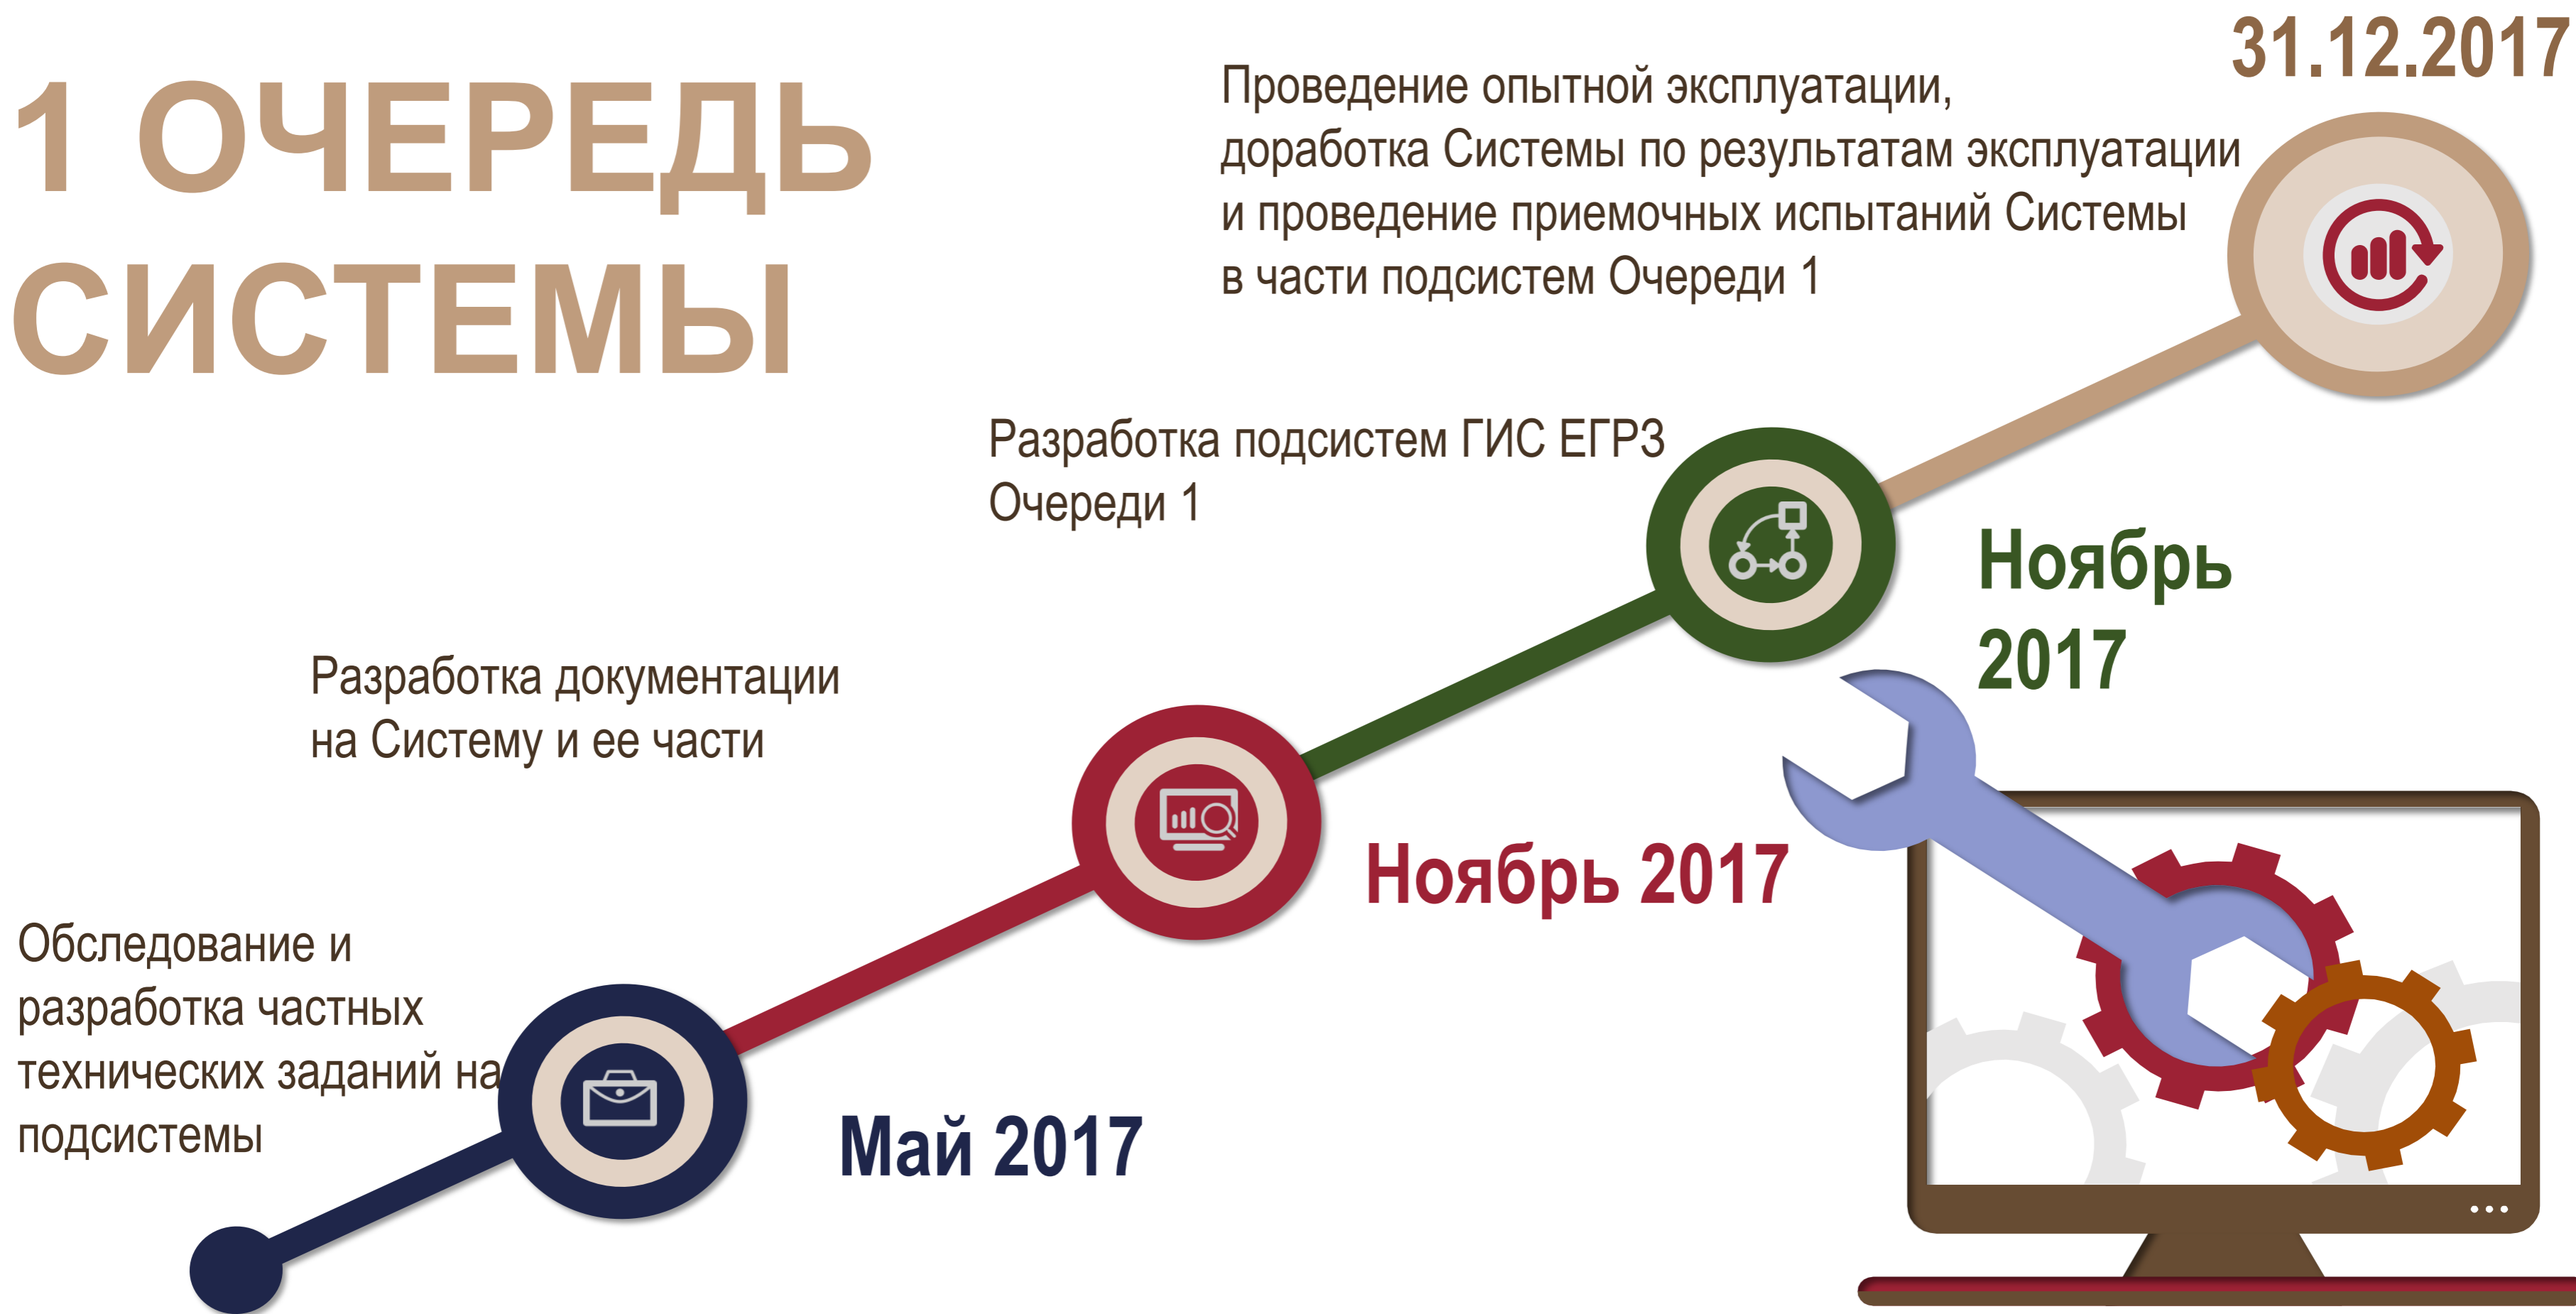 1 ОЧЕРЕДЬ
СИСТЕМЫ
31.12.2017
Проведение опытной эксплуатации,
доработка Системы по результатам эксплуатации
и проведение приемочных испытаний Системы
в части подсистем Очереди 1
Разработка подсистем ГИС ЕГРЗ
Очереди 1
Ноябрь
2017
Разработка документации
на Систему и ее части
Ноябрь 2017
Обследование и
разработка частных
технических заданий на
подсистемы
Май 2017